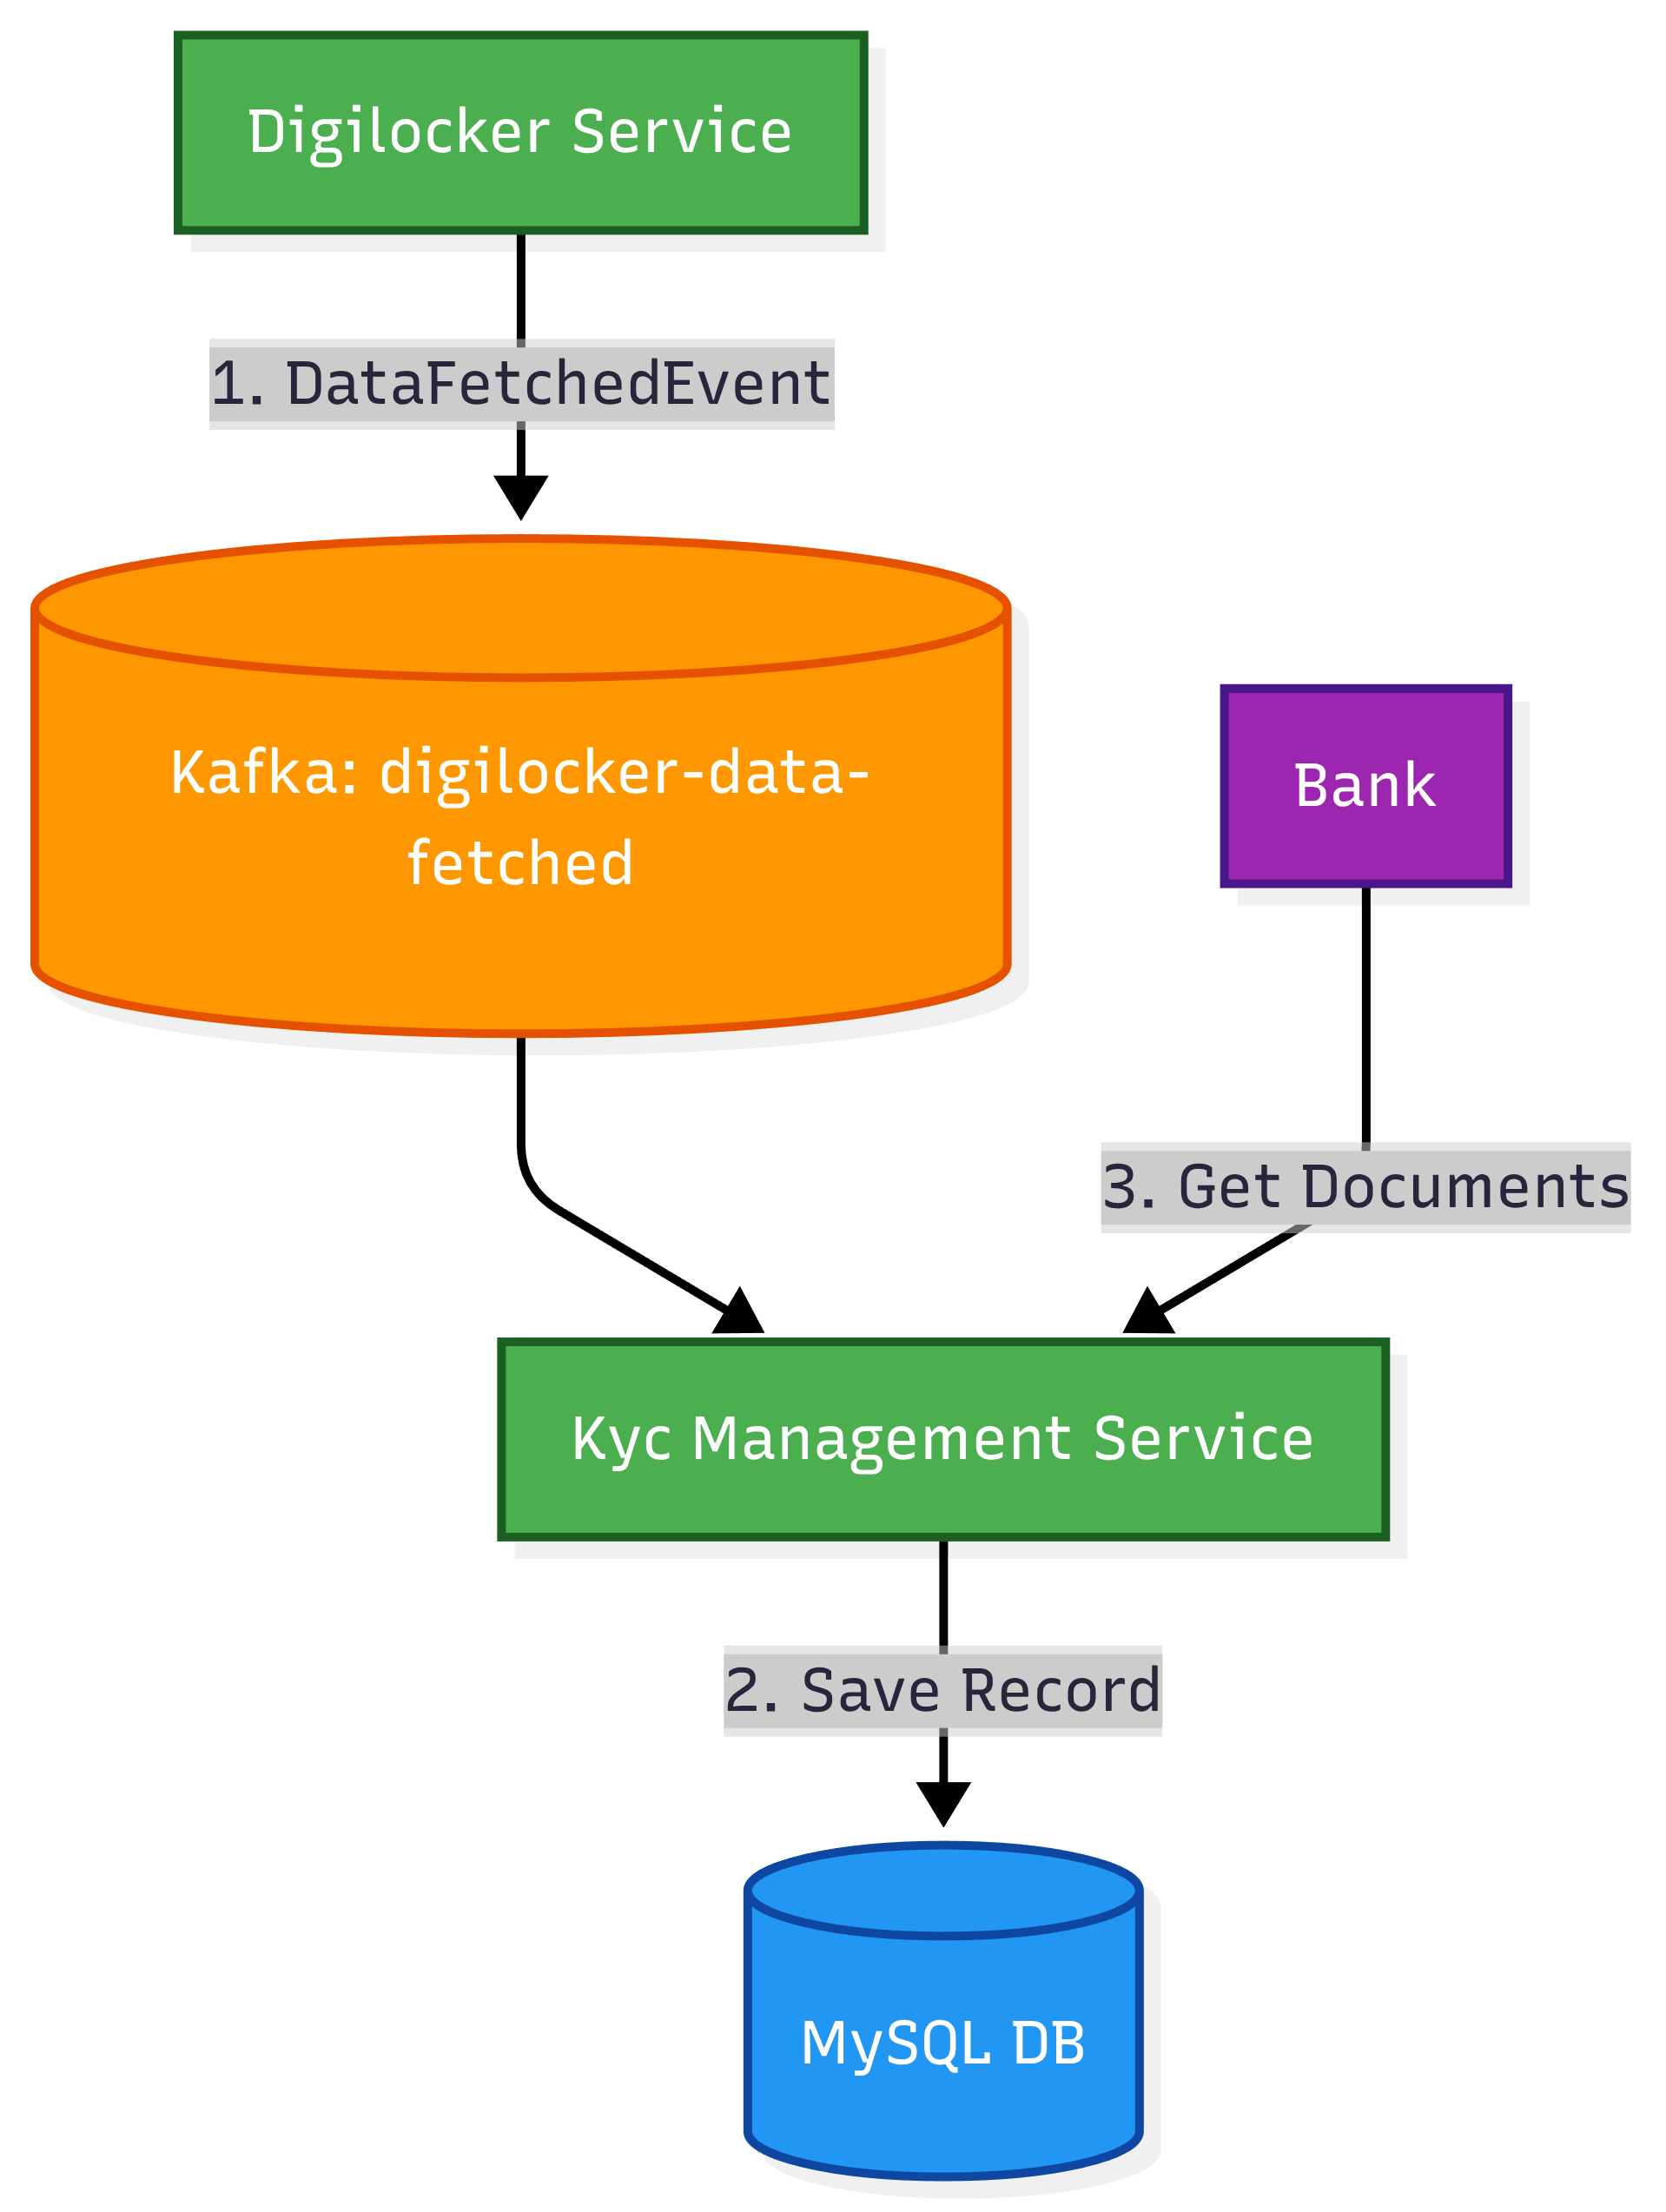 Digilocker Service
1. DataFetchedEvent
Kafka: digilocker-data-
fetched
Bank
3. Get Documents
Kyc Management Service
2. Save Record
MySQL DB